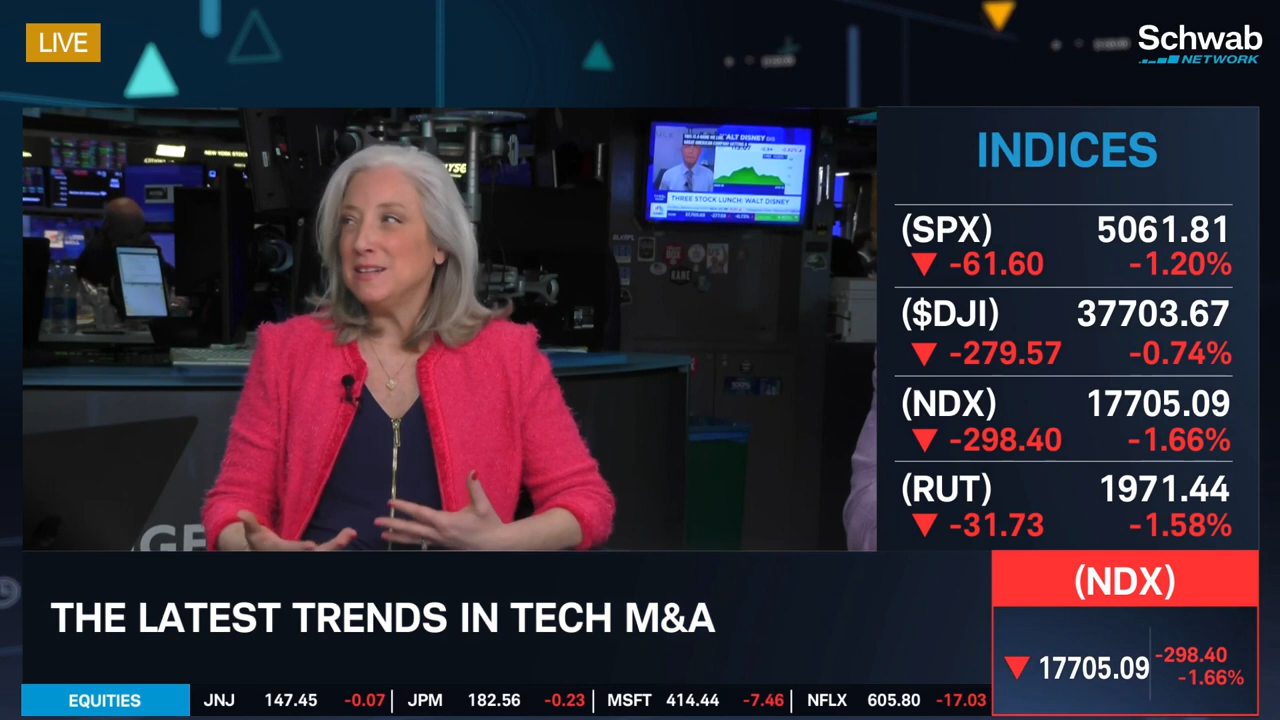 LIVE
Schwab
NETWORK
WALT DISNEY
THREE STOCK LUNCH: WALT DISNEY
INDICES
(SPX) 5061.81
▼ -61.60 -1.20%
($DJI) 37703.67
▼ -279.57 -0.74%
(NDX) 17705.09
▼ -298.40 -1.66%
(RUT) 1971.44
▼ -31.73 -1.58%
THE LATEST TRENDS IN TECH M&A
(NDX)
▼ 17705.09 -298.40
-1.66%
EQUITIES JNJ 147.45 -0.07 JPM 182.56 -0.23 MSFT 414.44 -7.46 NFLX 605.80 -17.03